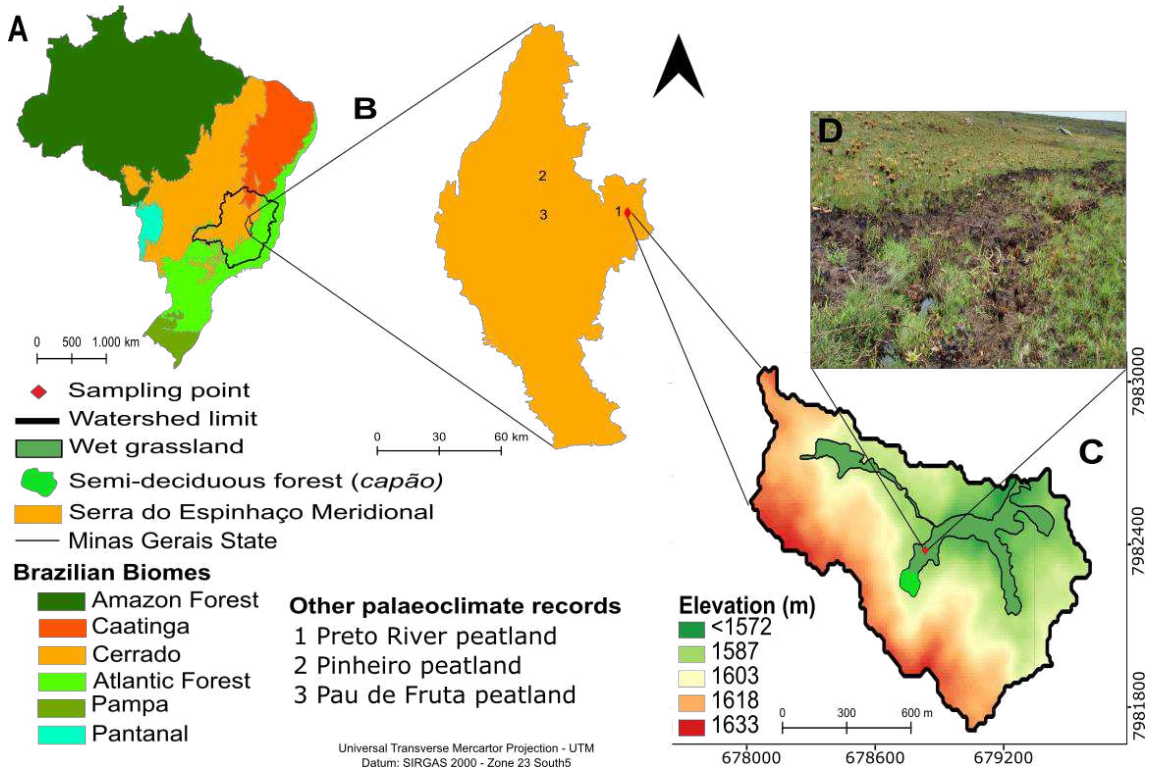 A
B
D
C
2
3
1
0 500 1.000 km
Sampling point
Watershed limit
Wet grassland
Semi-deciduous forest (capão)
Serra do Espinhaço Meridional
Minas Gerais State
0 30 60 km
Brazilian Biomes
Amazon Forest
Caatinga
Cerrado
Atlantic Forest
Pampa
Pantanal
Other palaeoclimate records
1 Preto River peatland
2 Pinheiro peatland
3 Pau de Fruta peatland
Universal Transverse Mercartor Projection - UTM
Datum: SIRGAS 2000 - Zone 23 South5
Elevation (m)
<1572
1587
1603
1618
1633
0 300 600 m
678000 678600 679200
7983000
7982400
7981800